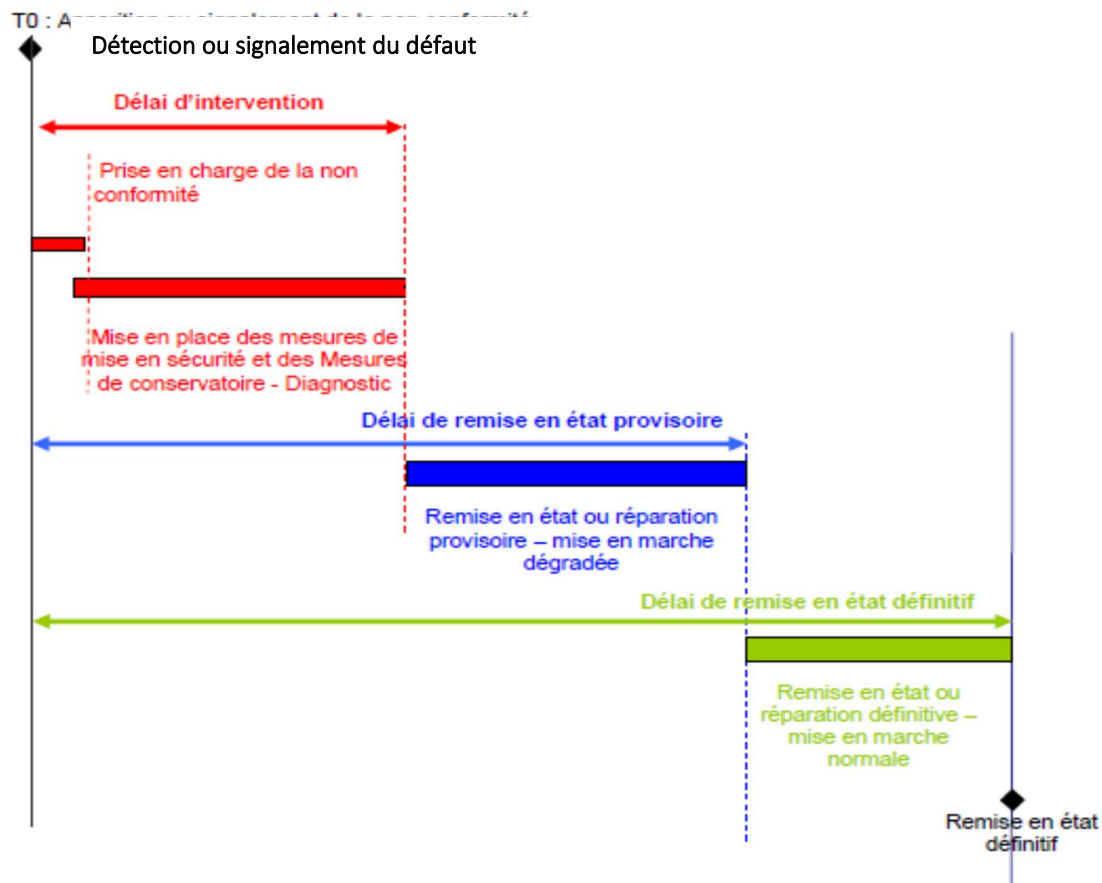 T0 :
Détection ou signalement du défaut
Délai d'intervention
Prise en charge de la non
conformité
Mise en place des mesures de
mise en sécurité et des Mesures
de conservatoire - Diagnostic
Délai de remise en état provisoire
Remise en état ou réparation
provisoire – mise en marche
dégradée
Délai de remise en état définitif
Remise en état ou
réparation définitive –
mise en marche
normale
Remise en état
définitif